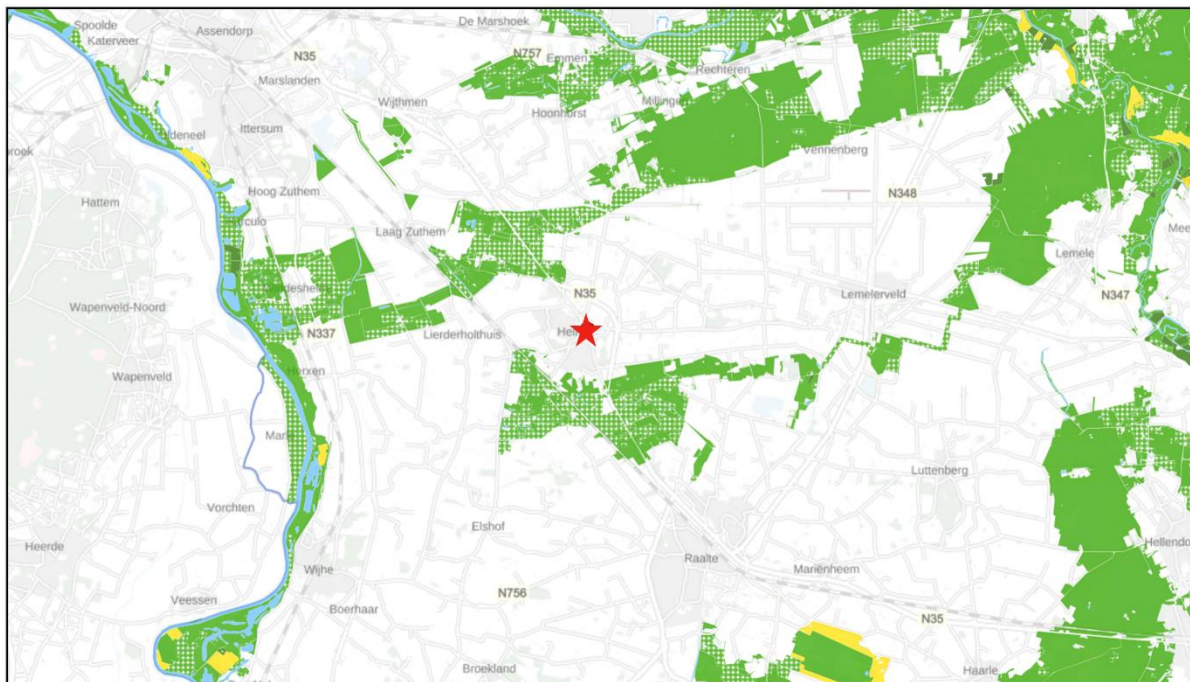 Spoolde
De Marshoek
Katerveer
Assendorp
N35
N757
Emmen
Rechteren
Marslanden
Wijthmen
Hoonhorst
Ittersum
Vennenberg
Hoog Zuthem
N348
Hattem
Laag Zuthem
Lemele
N35
Lemelerveld
N347
Wapenveld-Noord
N337
Lierderholthuis
Herxen
Wapenveld
Luttenberg
Vorchten
Elshof
Heerde
Raalte
Wijhe
Mariënheem
Veessen
N756
Boerhaar
N35
Broekland
Haarle